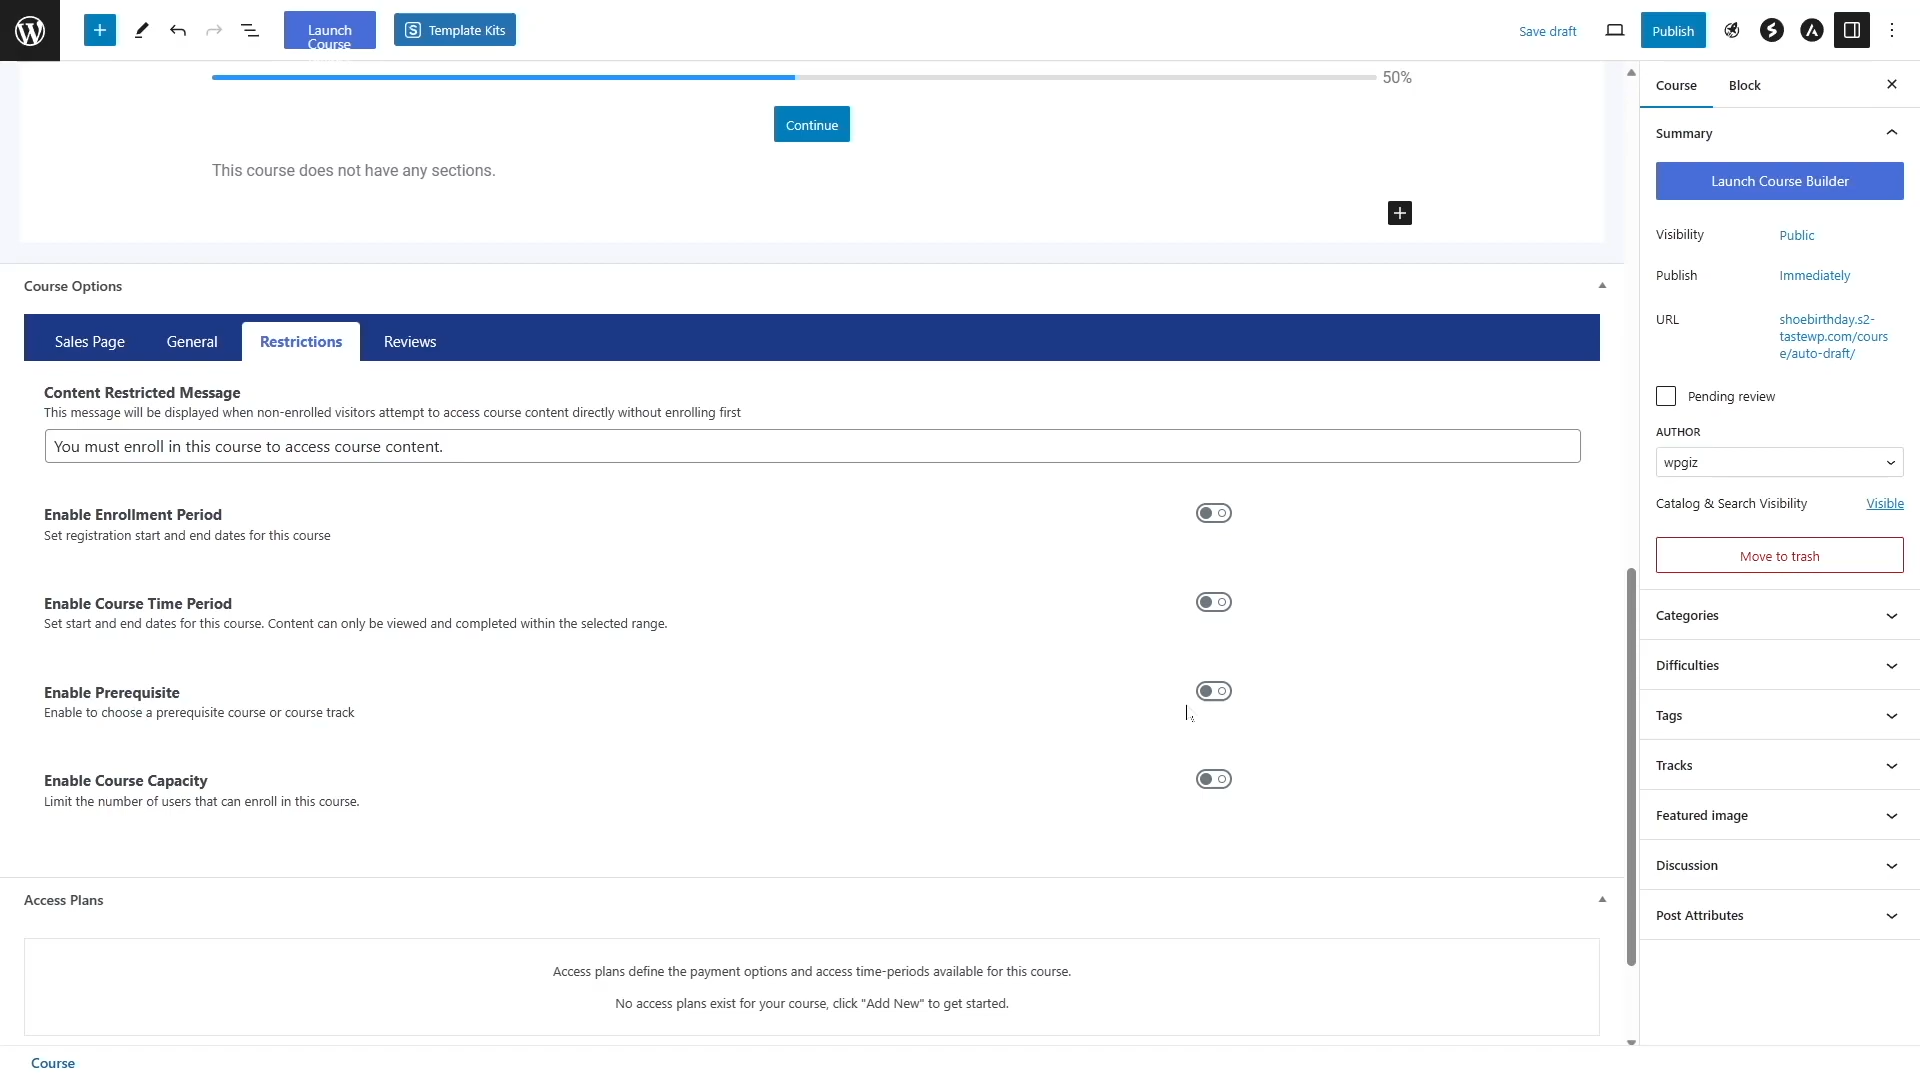 Launch
Course
Template Kits
Save draft
Publish
50%
Continue
This course does not have any sections.
Course Options
Sales Page
General
Restrictions
Reviews
Content Restricted Message
This message will be displayed when non-enrolled visitors attempt to access course content directly without enrolling first
You must enroll in this course to access course content.
Enable Enrollment Period
Set registration start and end dates for this course
Enable Course Time Period
Set start and end dates for this course. Content can only be viewed and completed within the selected range.
Enable Prerequisite
Enable to choose a prerequisite course or course track
Enable Course Capacity
Limit the number of users that can enroll in this course.
Access Plans
Access plans define the payment options and access time-periods available for this course.
No access plans exist for your course, click "Add New" to get started.
Course
Course
Block
Summary
Launch Course Builder
Visibility
Public
Publish
Immediately
URL
shoebirthday.s2-
tastewp.com/cours
e/auto-draft/
Pending review
AUTHOR
wpgiz
Catalog & Search Visibility
Visible
Move to trash
Categories
Difficulties
Tags
Tracks
Featured image
Discussion
Post Attributes